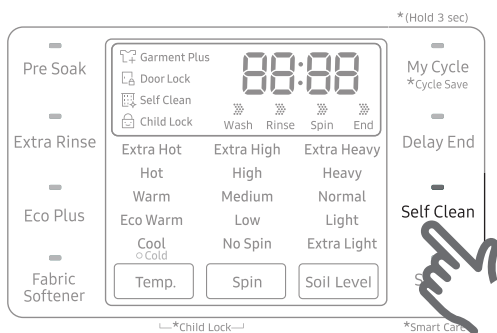 *(Hold 3 sec)
Garment Plus
Door Lock
Self Clean
Child Lock
88:88
Wash Rinse Spin End
Pre Soak
Extra Rinse
Eco Plus
Fabric
Softener
Extra Hot Extra High Extra Heavy
Hot High Heavy
Warm Medium Normal
Eco Warm Low Light
Cool No Spin Extra Light
Cold
Temp. Spin Soil Level
My Cycle
*Cycle Save
Delay End
Self Clean
*Child Lock
*Smart Care